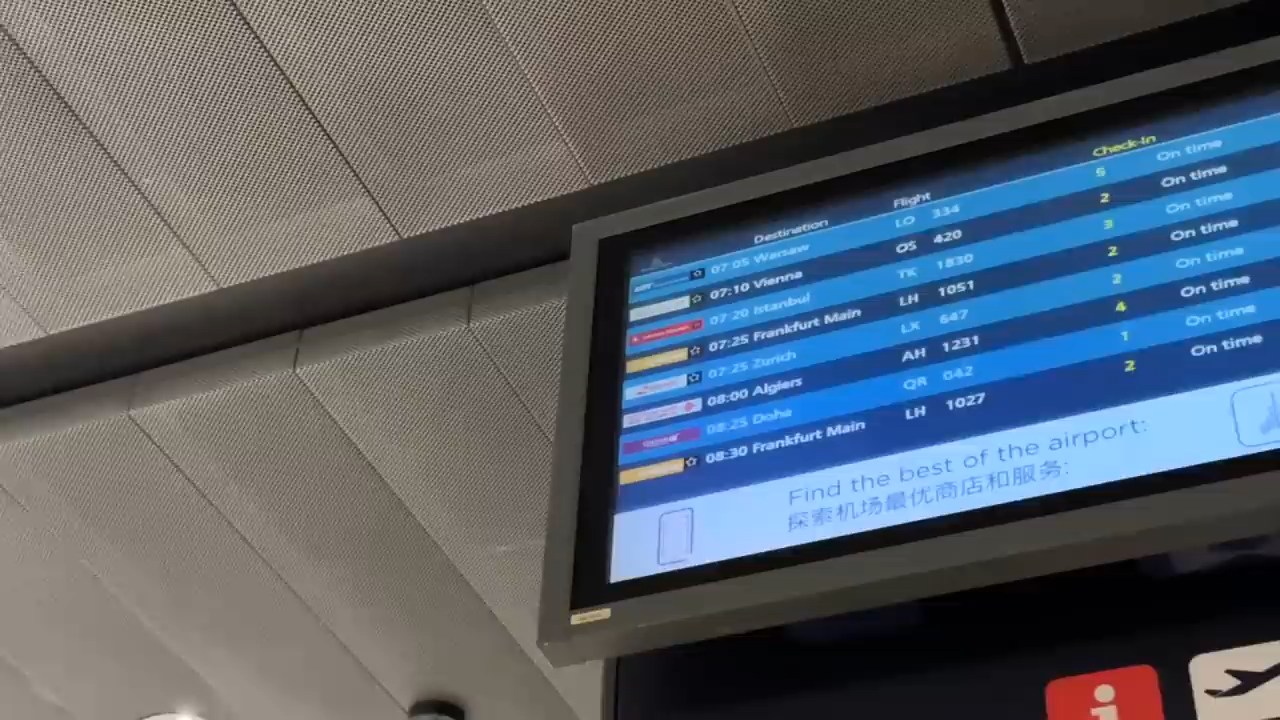 Destination Flight Check-In
07:05 Warsaw LO 334 5 On time
07:10 Vienna OS 420 2 On time
07:20 Istanbul TK 1830 3 On time
07:25 Frankfurt Main LH 1051 2 On time
07:25 Zurich LX 647 2 On time
08:00 Algiers AH 1231 4 On time
08:25 Doha QR 042 1 On time
08:30 Frankfurt Main LH 1027 2 On time
Find the best of the airport:
探索机场最优商店和服务:
i